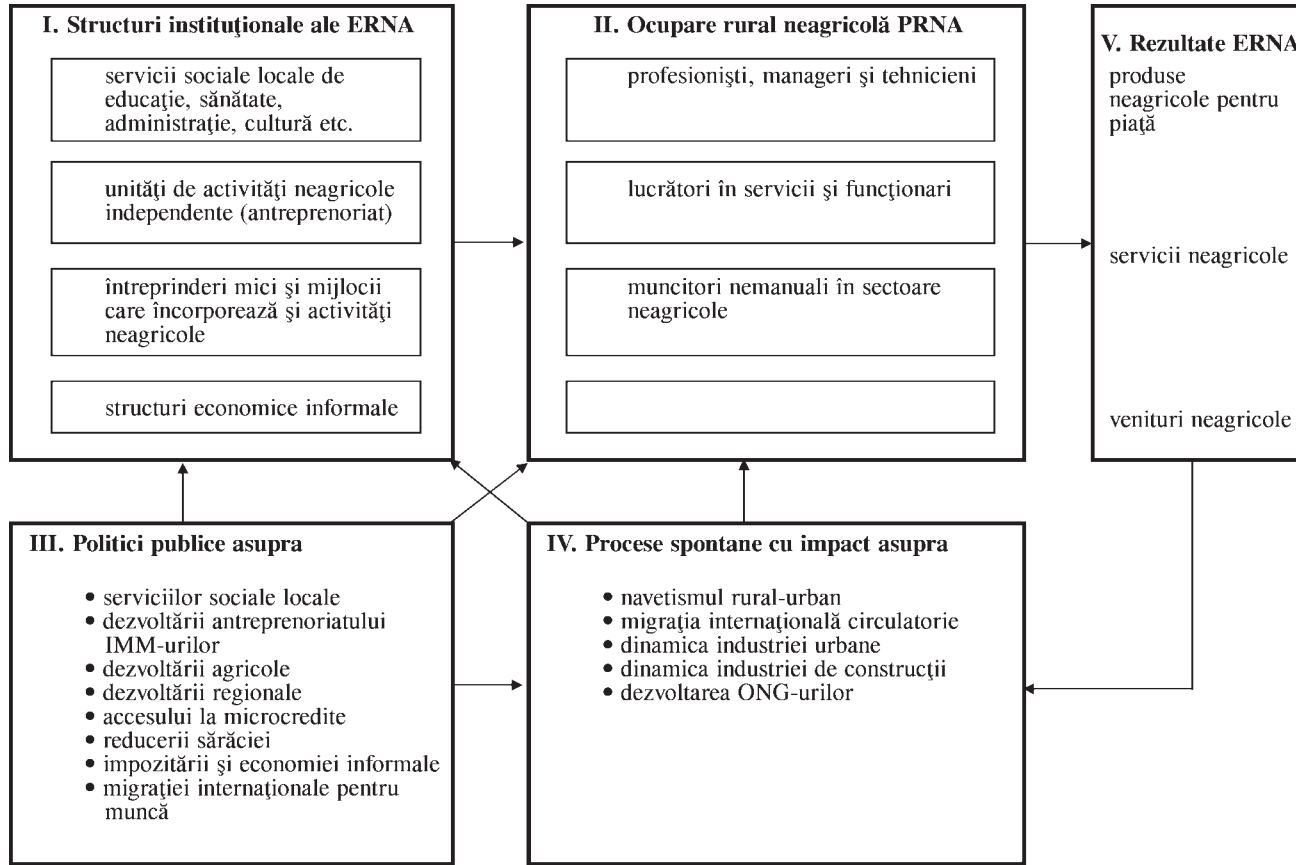 I. Structuri instituţionale ale ERNA
servicii sociale locale de
educaţie, sănătate,
administraţie, cultură etc.
unităţi de activităţi neagricole
independente (antreprenoriat)
întreprinderi mici şi mijlocii
care încorporează şi activităţi
neagricole
structuri economice informale
II. Ocupare rural neagricolă PRNA
profesionişti, manageri şi tehnicieni
lucrători în servicii şi funcţionari
muncitori nemanuali în sectoare
neagricole
V. Rezultate ERNA
produse
neagricole pentru
piaţă
servicii neagricole
venituri neagricole
III. Politici publice asupra
• serviciilor sociale locale
• dezvoltării antreprenoriatului
IMM-urilor
• dezvoltării agricole
• dezvoltării regionale
• accesului la microcredite
• reducerii sărăciei
• impozitării şi economiei informale
• migraţiei internaţionale pentru
muncă
IV. Procese spontane cu impact asupra
• navetismul rural-urban
• migraţia internaţională circulatorie
• dinamica industriei urbane
• dinamica industriei de construcţii
• dezvoltarea ONG-urilor